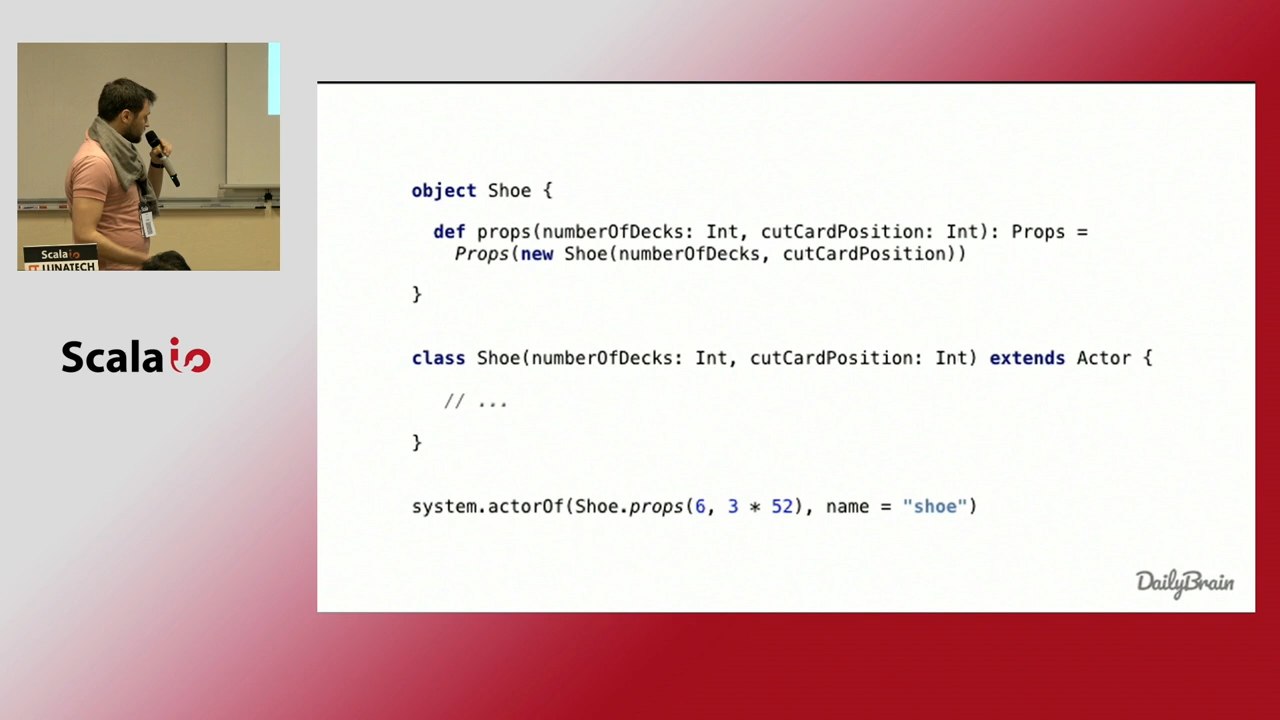 Scalaio
LUNATECH
Scalaio
object Shoe {
def props(numberOfDecks: Int, cutCardPosition: Int): Props =
Props(new Shoe(numberOfDecks, cutCardPosition))
}
class Shoe(numberOfDecks: Int, cutCardPosition: Int) extends Actor {
// ...
}
system.actorOf(Shoe.props(6, 3 * 52), name = "shoe")
DailyBrain